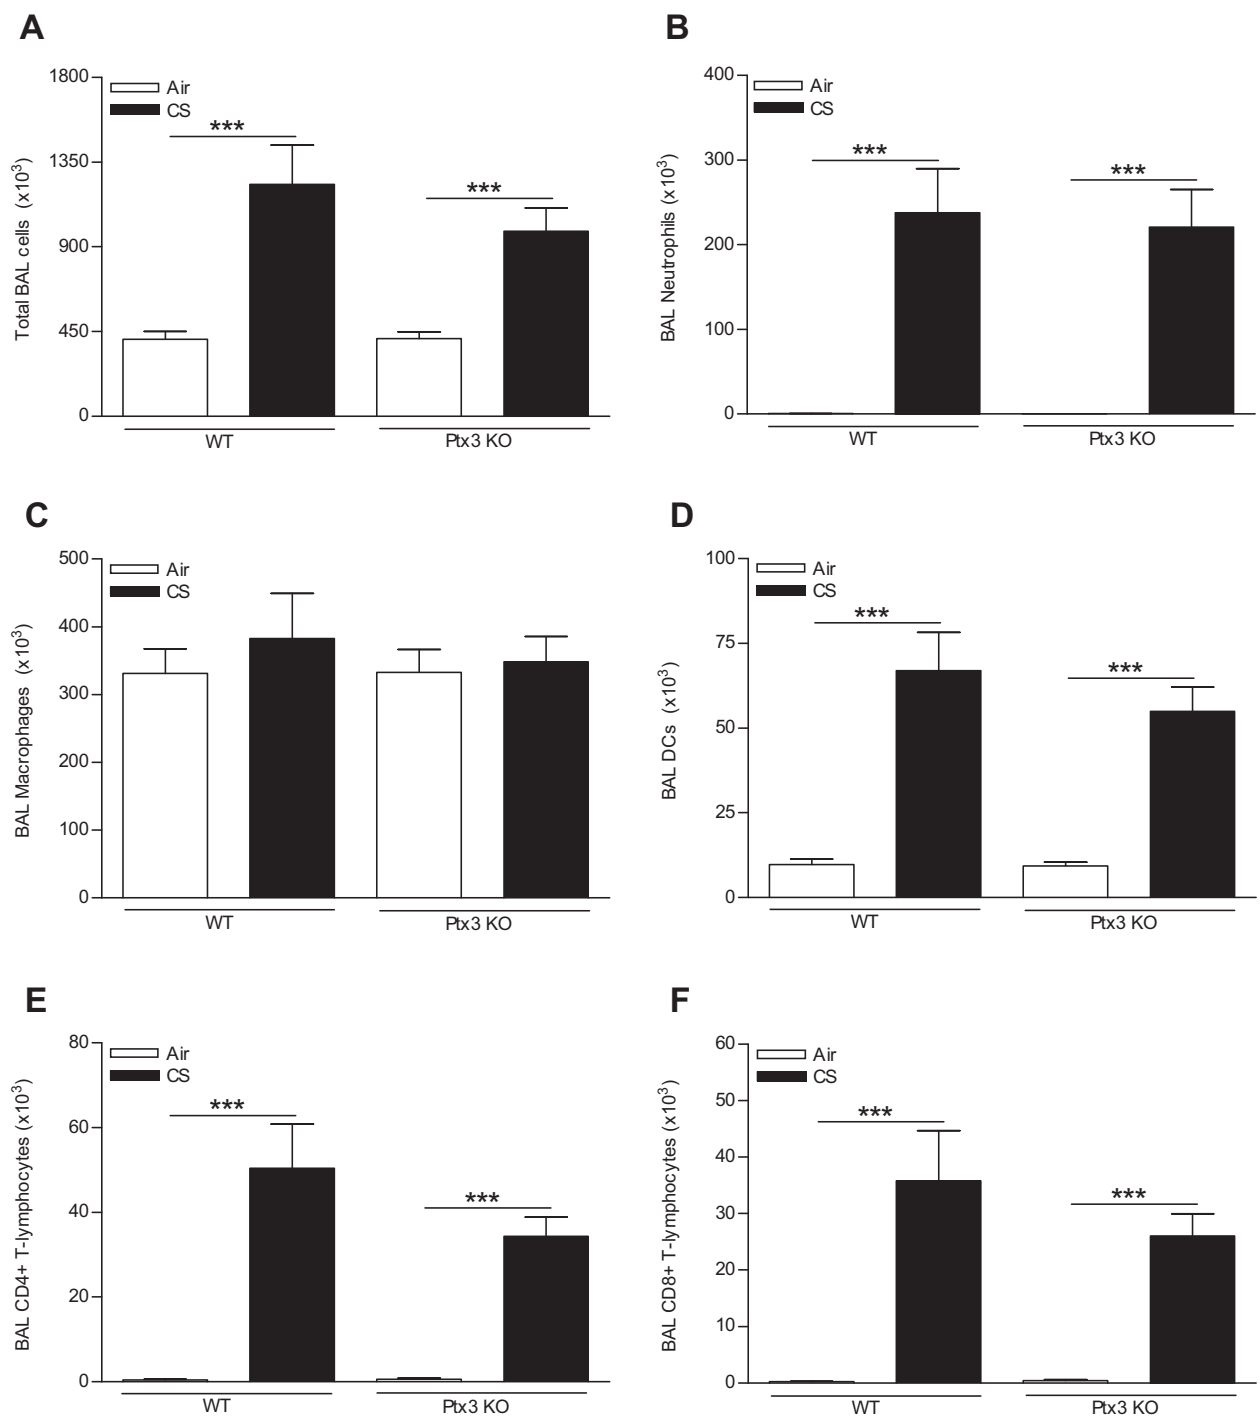 A
Total BAL cells (x10³)
1800
1350
900
450
0
Air
CS
***
***
WT
Ptx3 KO
B
BAL Neutrophils (x10³)
400
300
200
100
0
Air
CS
***
***
WT
Ptx3 KO
C
BAL Macrophages (x10³)
500
400
300
200
100
0
Air
CS
WT
Ptx3 KO
D
BAL DCs (x10³)
100
75
50
25
0
Air
CS
***
***
WT
Ptx3 KO
E
BAL CD4+ T-lymphocytes (x10³)
80
60
40
20
0
Air
CS
***
***
WT
Ptx3 KO
F
BAL CD8+ T-lymphocytes (x10³)
60
50
40
30
20
10
0
Air
CS
***
***
WT
Ptx3 KO